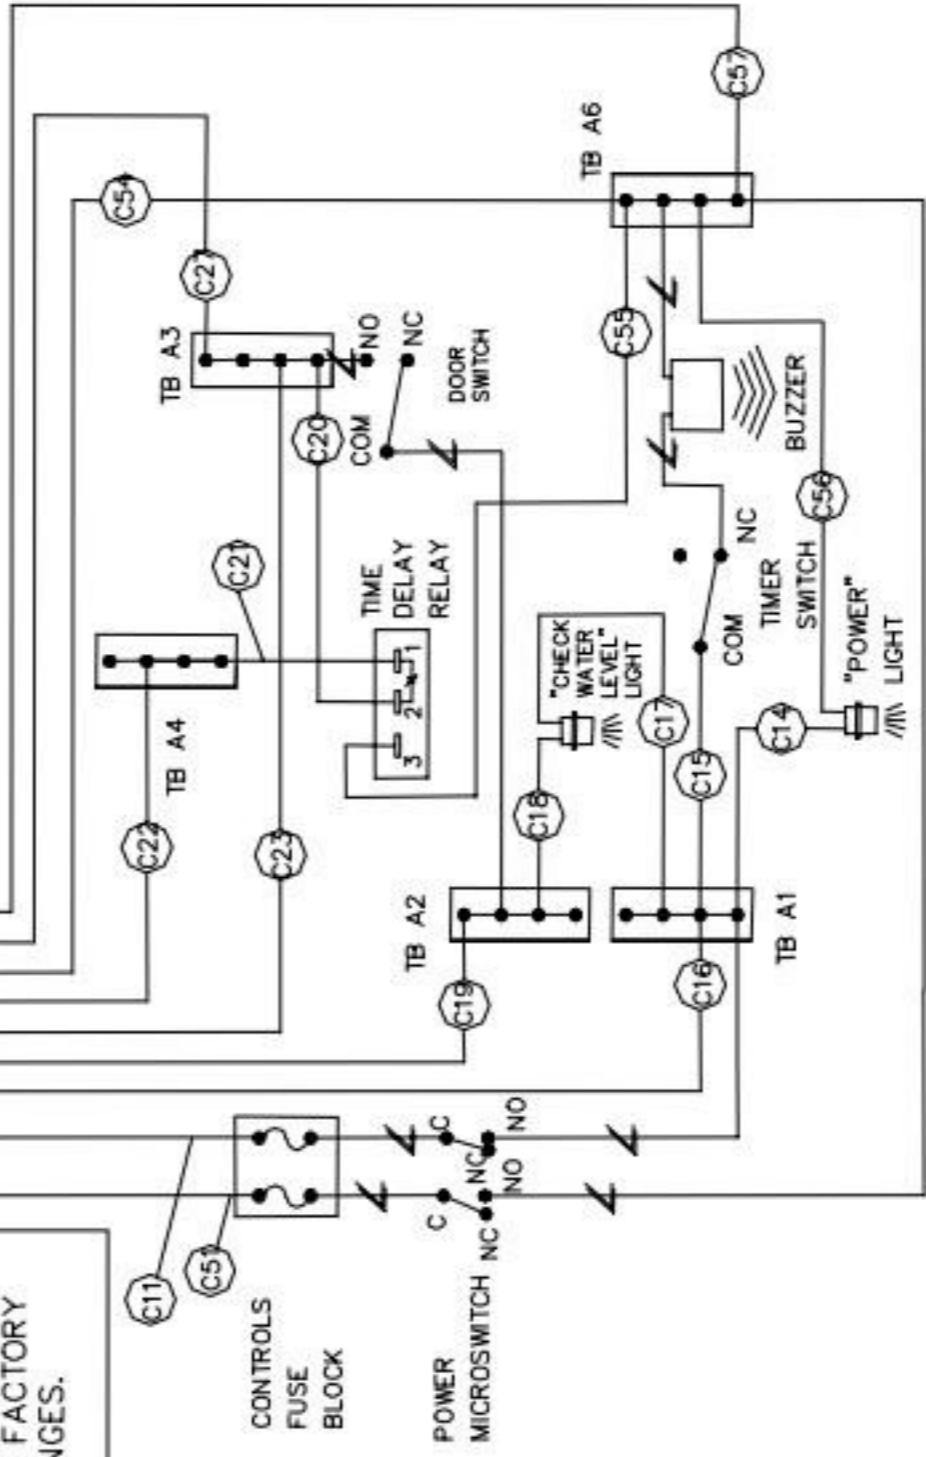 C57
TB A6
C54
C27
TB A3
NO
NC
DOOR
SWITCH
C55
C20
COM
BUZZER
C21
TIME
DELAY
RELAY
1
2
3
C56
NC
TIMER
SWITCH
COM
"CHECK
WATER
LEVEL"
LIGHT
"POWER"
LIGHT
TB A4
C17
C14
C15
C22
C23
C18
TB A2
TB A1
C19
C16
C
NC
NO
C
NC
NO
C11
C51
CONTROLS
FUSE
BLOCK
POWER
MICROSWITCH
FACTORY
NGES.